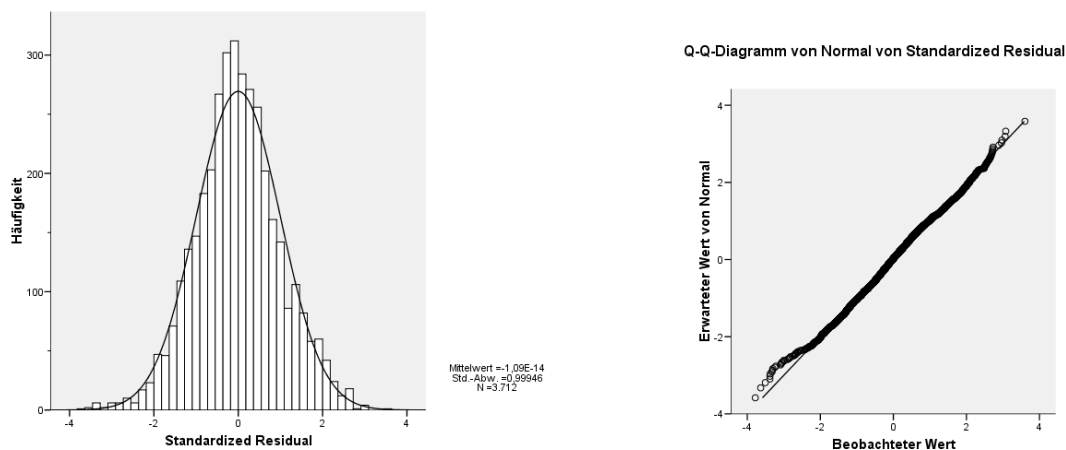 300
200
100
0
Häufigkeit
-4 -2 0 2 4
Standardized Residual
Mittelwert =-1,09E-14
Std.-Abw. =0,99946
N =3.712
Q-Q-Diagramm von Normal von Standardized Residual
4
2
0
-2
-4
Erwarteter Wert von Normal
-4 -2 0 2 4
Beobachteter Wert